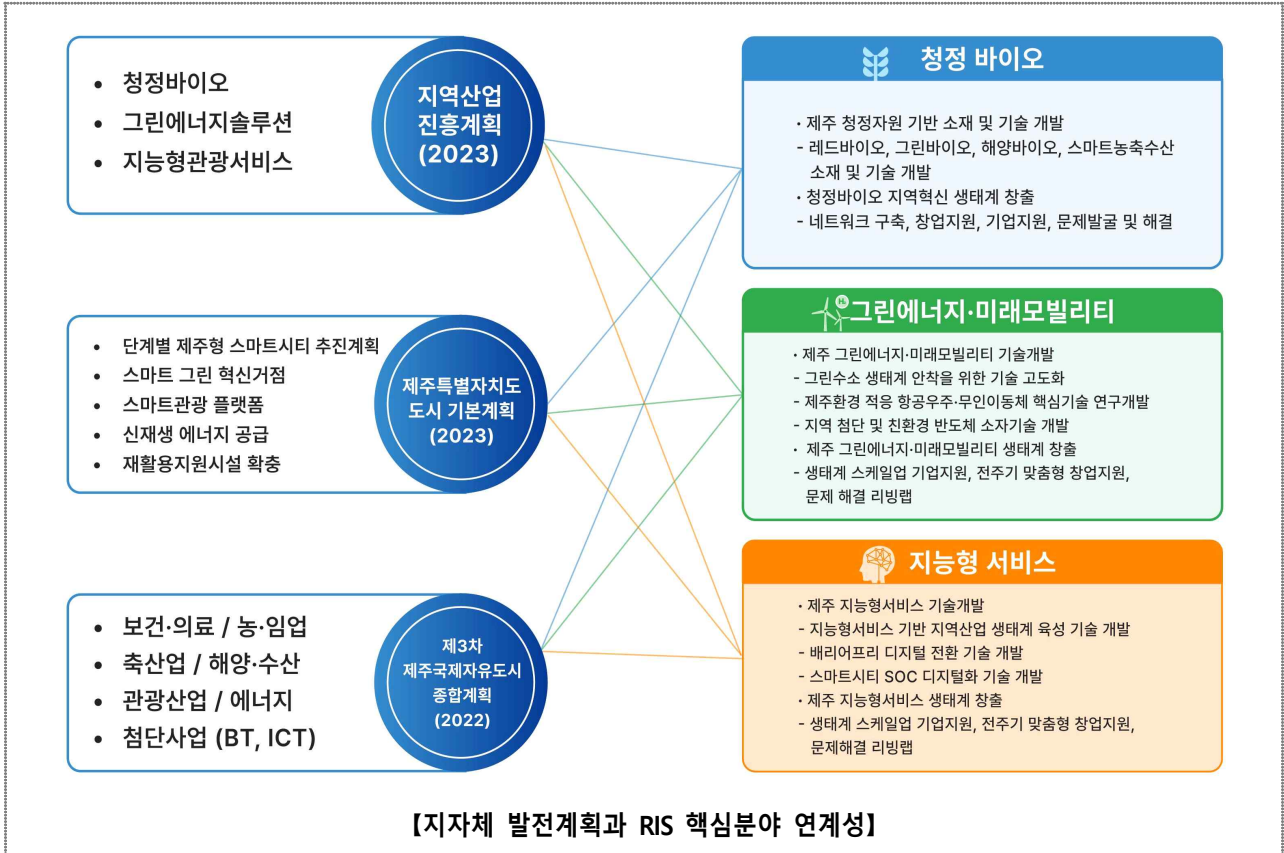 • 청정바이오
• 그린에너지솔루션
• 지능형관광서비스
지역산업
진흥계획
(2023)
• 단계별 제주형 스마트시티 추진계획
• 스마트 그린 혁신거점
• 스마트관광 플랫폼
• 신재생 에너지 공급
• 재활용지원시설 확충
제주특별자치도
도시 기본계획
(2023)
• 보건·의료 / 농·임업
• 축산업 / 해양·수산
• 관광산업 / 에너지
• 첨단사업 (BT, ICT)
제3차
제주국제자유도시
종합계획
(2022)
청정 바이오
· 제주 청정자원 기반 소재 및 기술 개발
- 레드바이오, 그린바이오, 해양바이오, 스마트농축수산
소재 및 기술 개발
· 청정바이오 지역혁신 생태계 창출
- 네트워크 구축, 창업지원, 기업지원, 문제발굴 및 해결
H₂
그린에너지·미래모빌리티
· 제주 그린에너지·미래모빌리티 기술개발
- 그린수소 생태계 안착을 위한 기술 고도화
- 제주환경 적응 항공우주·무인이동체 핵심기술 연구개발
- 지역 첨단 및 친환경 반도체 소자기술 개발
· 제주 그린에너지·미래모빌리티 생태계 창출
- 생태계 스케일업 기업지원, 전주기 맞춤형 창업지원,
문제 해결 리빙랩
지능형 서비스
· 제주 지능형서비스 기술개발
- 지능형서비스 기반 지역산업 생태계 육성 기술 개발
- 배리어프리 디지털 전환 기술 개발
- 스마트시티 SOC 디지털화 기술 개발
· 제주 지능형서비스 생태계 창출
- 생태계 스케일업 기업지원, 전주기 맞춤형 창업지원,
문제해결 리빙랩
【지자체 발전계획과 RIS 핵심분야 연계성】